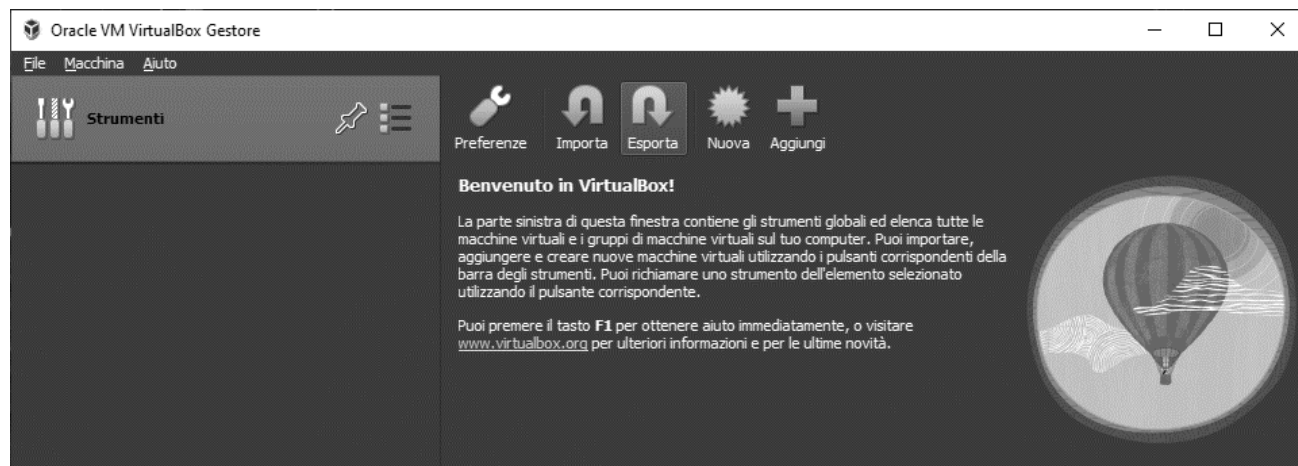 Oracle VM VirtualBox Gestore
File Macchina Aiuto
Strumenti
Preferenze Importa Esporta Nuova Aggiungi
Benvenuto in VirtualBox!
La parte sinistra di questa finestra contiene gli strumenti globali ed elenca tutte le
macchine virtuali e i gruppi di macchine virtuali sul tuo computer. Puoi importare,
aggiungere e creare nuove macchine virtuali utilizzando i pulsanti corrispondenti della
barra degli strumenti. Puoi richiamare uno strumento dell'elemento selezionato
utilizzando il pulsante corrispondente.
Puoi premere il tasto F1 per ottenere aiuto immediatamente, o visitare
www.virtualbox.org per ulteriori informazioni e per le ultime novità.